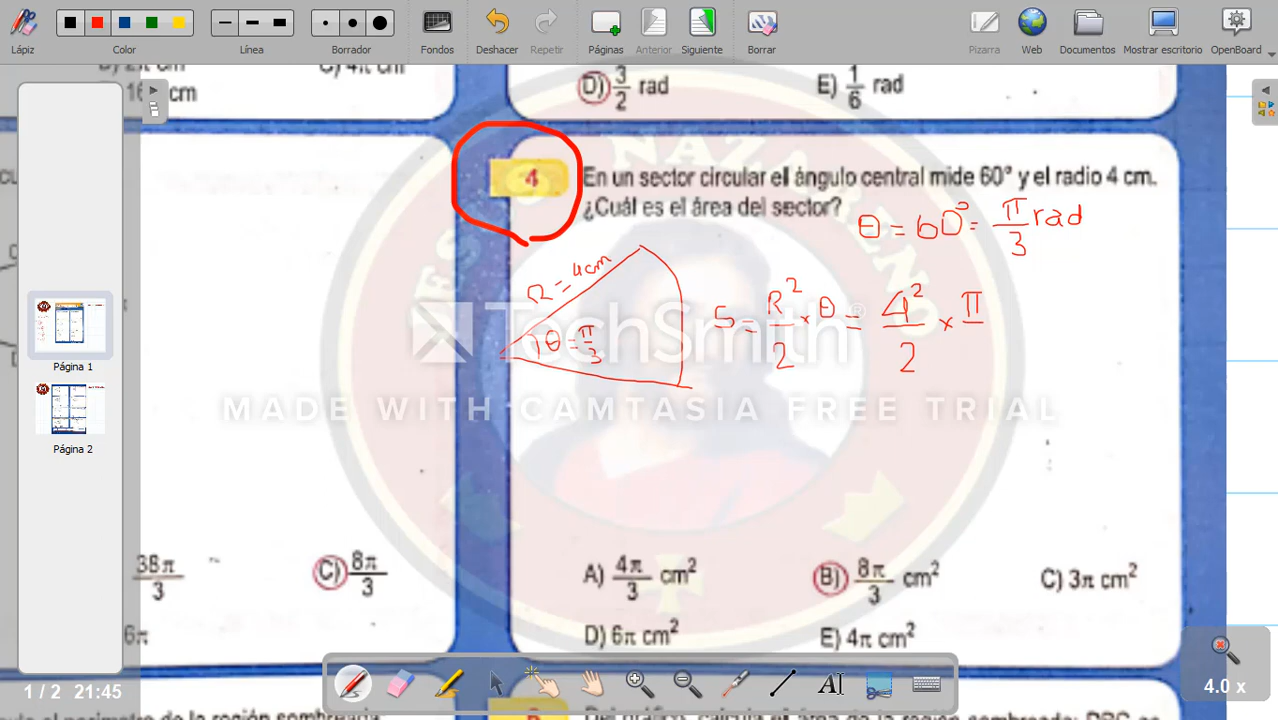 Lápiz
Color
Línea
Borrador
Fondos
Deshacer
Repetir
Páginas
Anterior
Siguiente
Borrar
Pizarra
Web
Documentos
Mostrar escritorio
OpenBoard
C) 4π cm
cm
D) 3/2 rad
E) 1/6 rad
NAZARENO
4
En un sector circular el ángulo central mide 60° y el radio 4 cm.
¿Cuál es el área del sector?
θ = 60° = π/3 rad
R = 4cm
θ = π/3
S = R²/2 × θ = 4²/2 × π
TechSmith®
MADE WITH CAMTASIA FREE TRIAL
Página 1
Página 2
38π/3
C) 8π/3
6π
A) 4π/3 cm²
B) 8π/3 cm²
C) 3π cm²
D) 6π cm²
E) 4π cm²
1 / 2 21:45
4.0 x